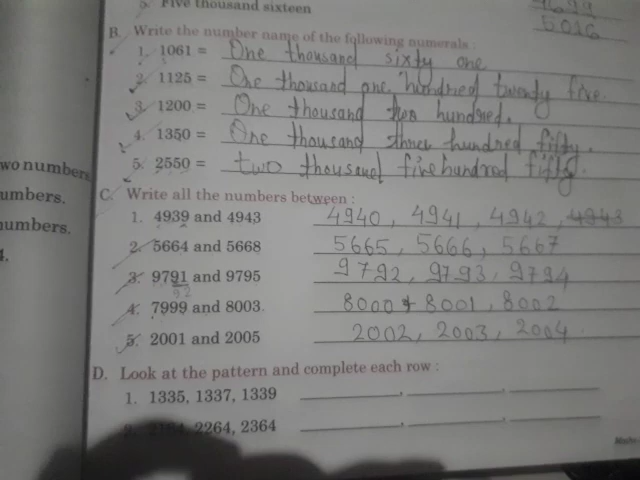 5. Five thousand sixteen
5026
B. Write the number name of the following numerals :
1. 1061 = One thousand sixty one
2. 1125 = One thousand one hundred twenty five.
3. 1200 = One thousand hundred.
4. 1350 = One thousand hundred fifty.
5. 2550 = two thousand five hundred fifty.
wo numbers
umbers.
numbers.
C. Write all the numbers between :
1. 4939 and 4943 4940, 4941, 4942, 4943
2. 5664 and 5668 5665, 5666, 5667
3. 9791 and 9795 9792, 9793, 9794
92
4. 7999 and 8003. 8000, 8001, 8002
5. 2001 and 2005 2002, 2003, 2004
D. Look at the pattern and complete each row :
1. 1335, 1337, 1339 , ,
2. 2264, 2364 , ,